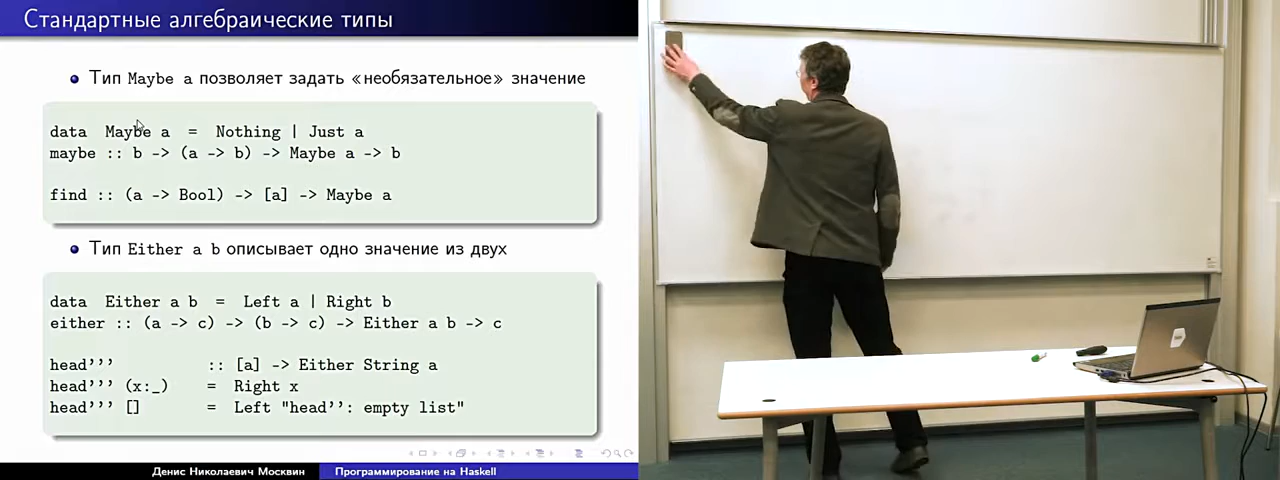 Стандартные алгебраические типы
Тип Maybe a позволяет задать «необязательное» значение
data Maybe a = Nothing | Just a
maybe :: b -> (a -> b) -> Maybe a -> b
find :: (a -> Bool) -> [a] -> Maybe a
Тип Either a b описывает одно значение из двух
data Either a b = Left a | Right b
either :: (a -> c) -> (b -> c) -> Either a b -> c
head’’’ :: [a] -> Either String a
head’’’ (x:_) = Right x
head’’’ [] = Left "head’’: empty list"
Денис Николаевич Москвин Программирование на Haskell